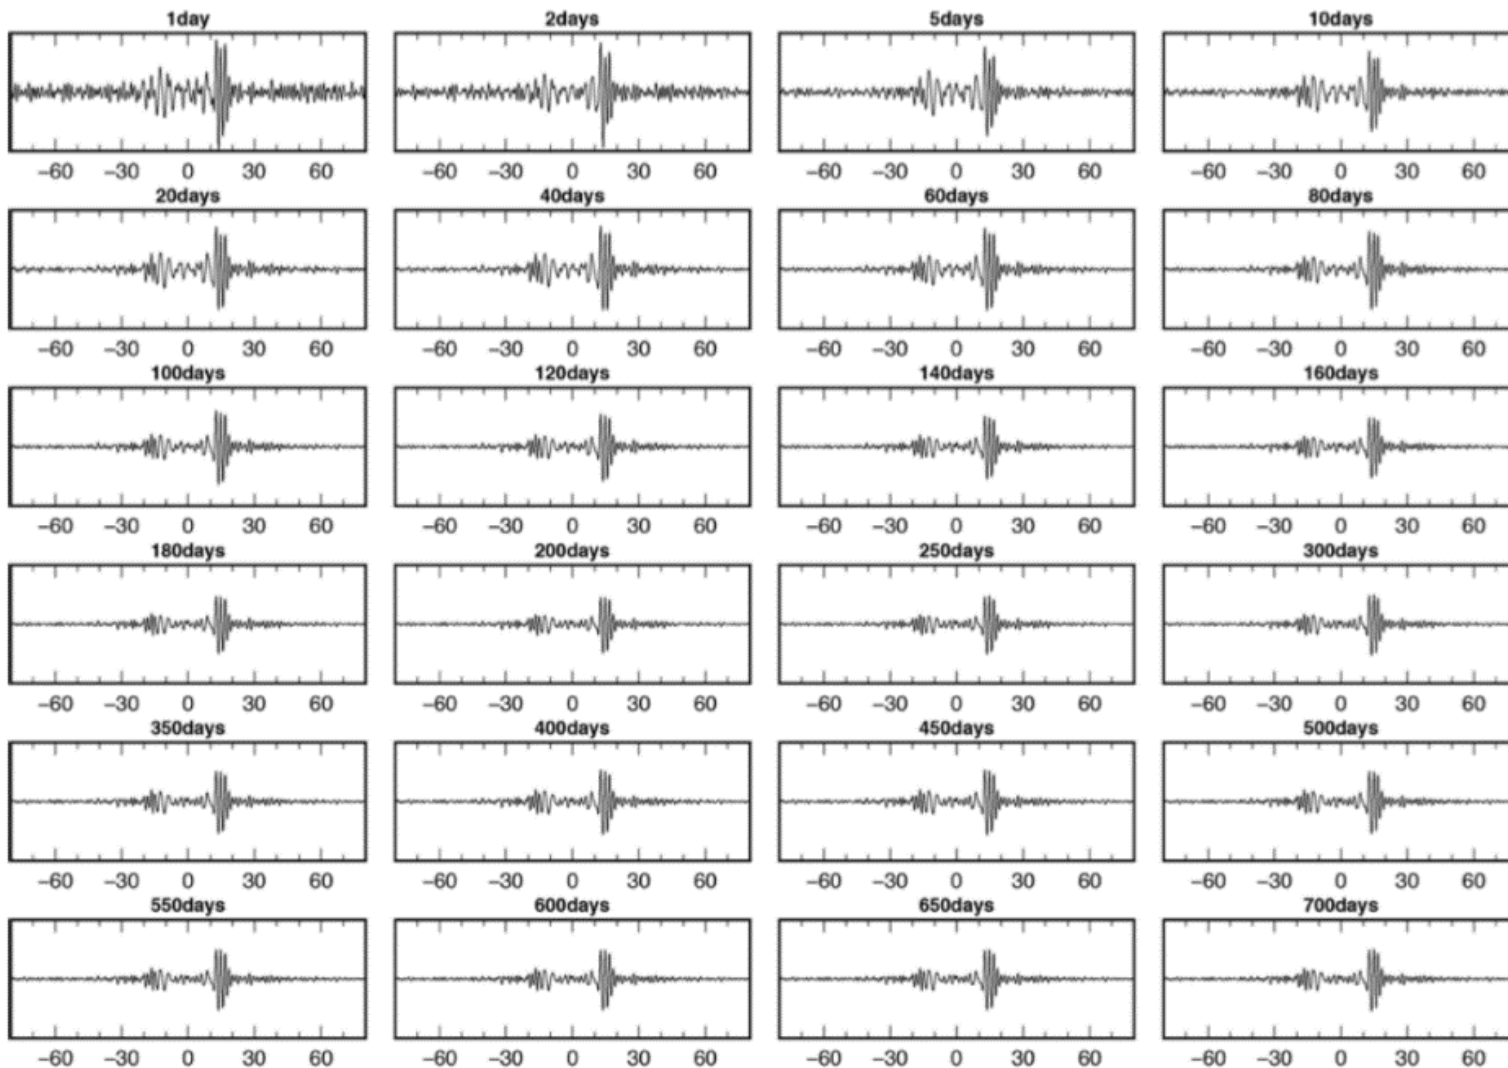 1day 2days 5days 10days
−60 −30 0 30 60 −60 −30 0 30 60 −60 −30 0 30 60 −60 −30 0 30 60
20days 40days 60days 80days
−60 −30 0 30 60 −60 −30 0 30 60 −60 −30 0 30 60 −60 −30 0 30 60
100days 120days 140days 160days
−60 −30 0 30 60 −60 −30 0 30 60 −60 −30 0 30 60 −60 −30 0 30 60
180days 200days 250days 300days
−60 −30 0 30 60 −60 −30 0 30 60 −60 −30 0 30 60 −60 −30 0 30 60
350days 400days 450days 500days
−60 −30 0 30 60 −60 −30 0 30 60 −60 −30 0 30 60 −60 −30 0 30 60
550days 600days 650days 700days
−60 −30 0 30 60 −60 −30 0 30 60 −60 −30 0 30 60 −60 −30 0 30 60